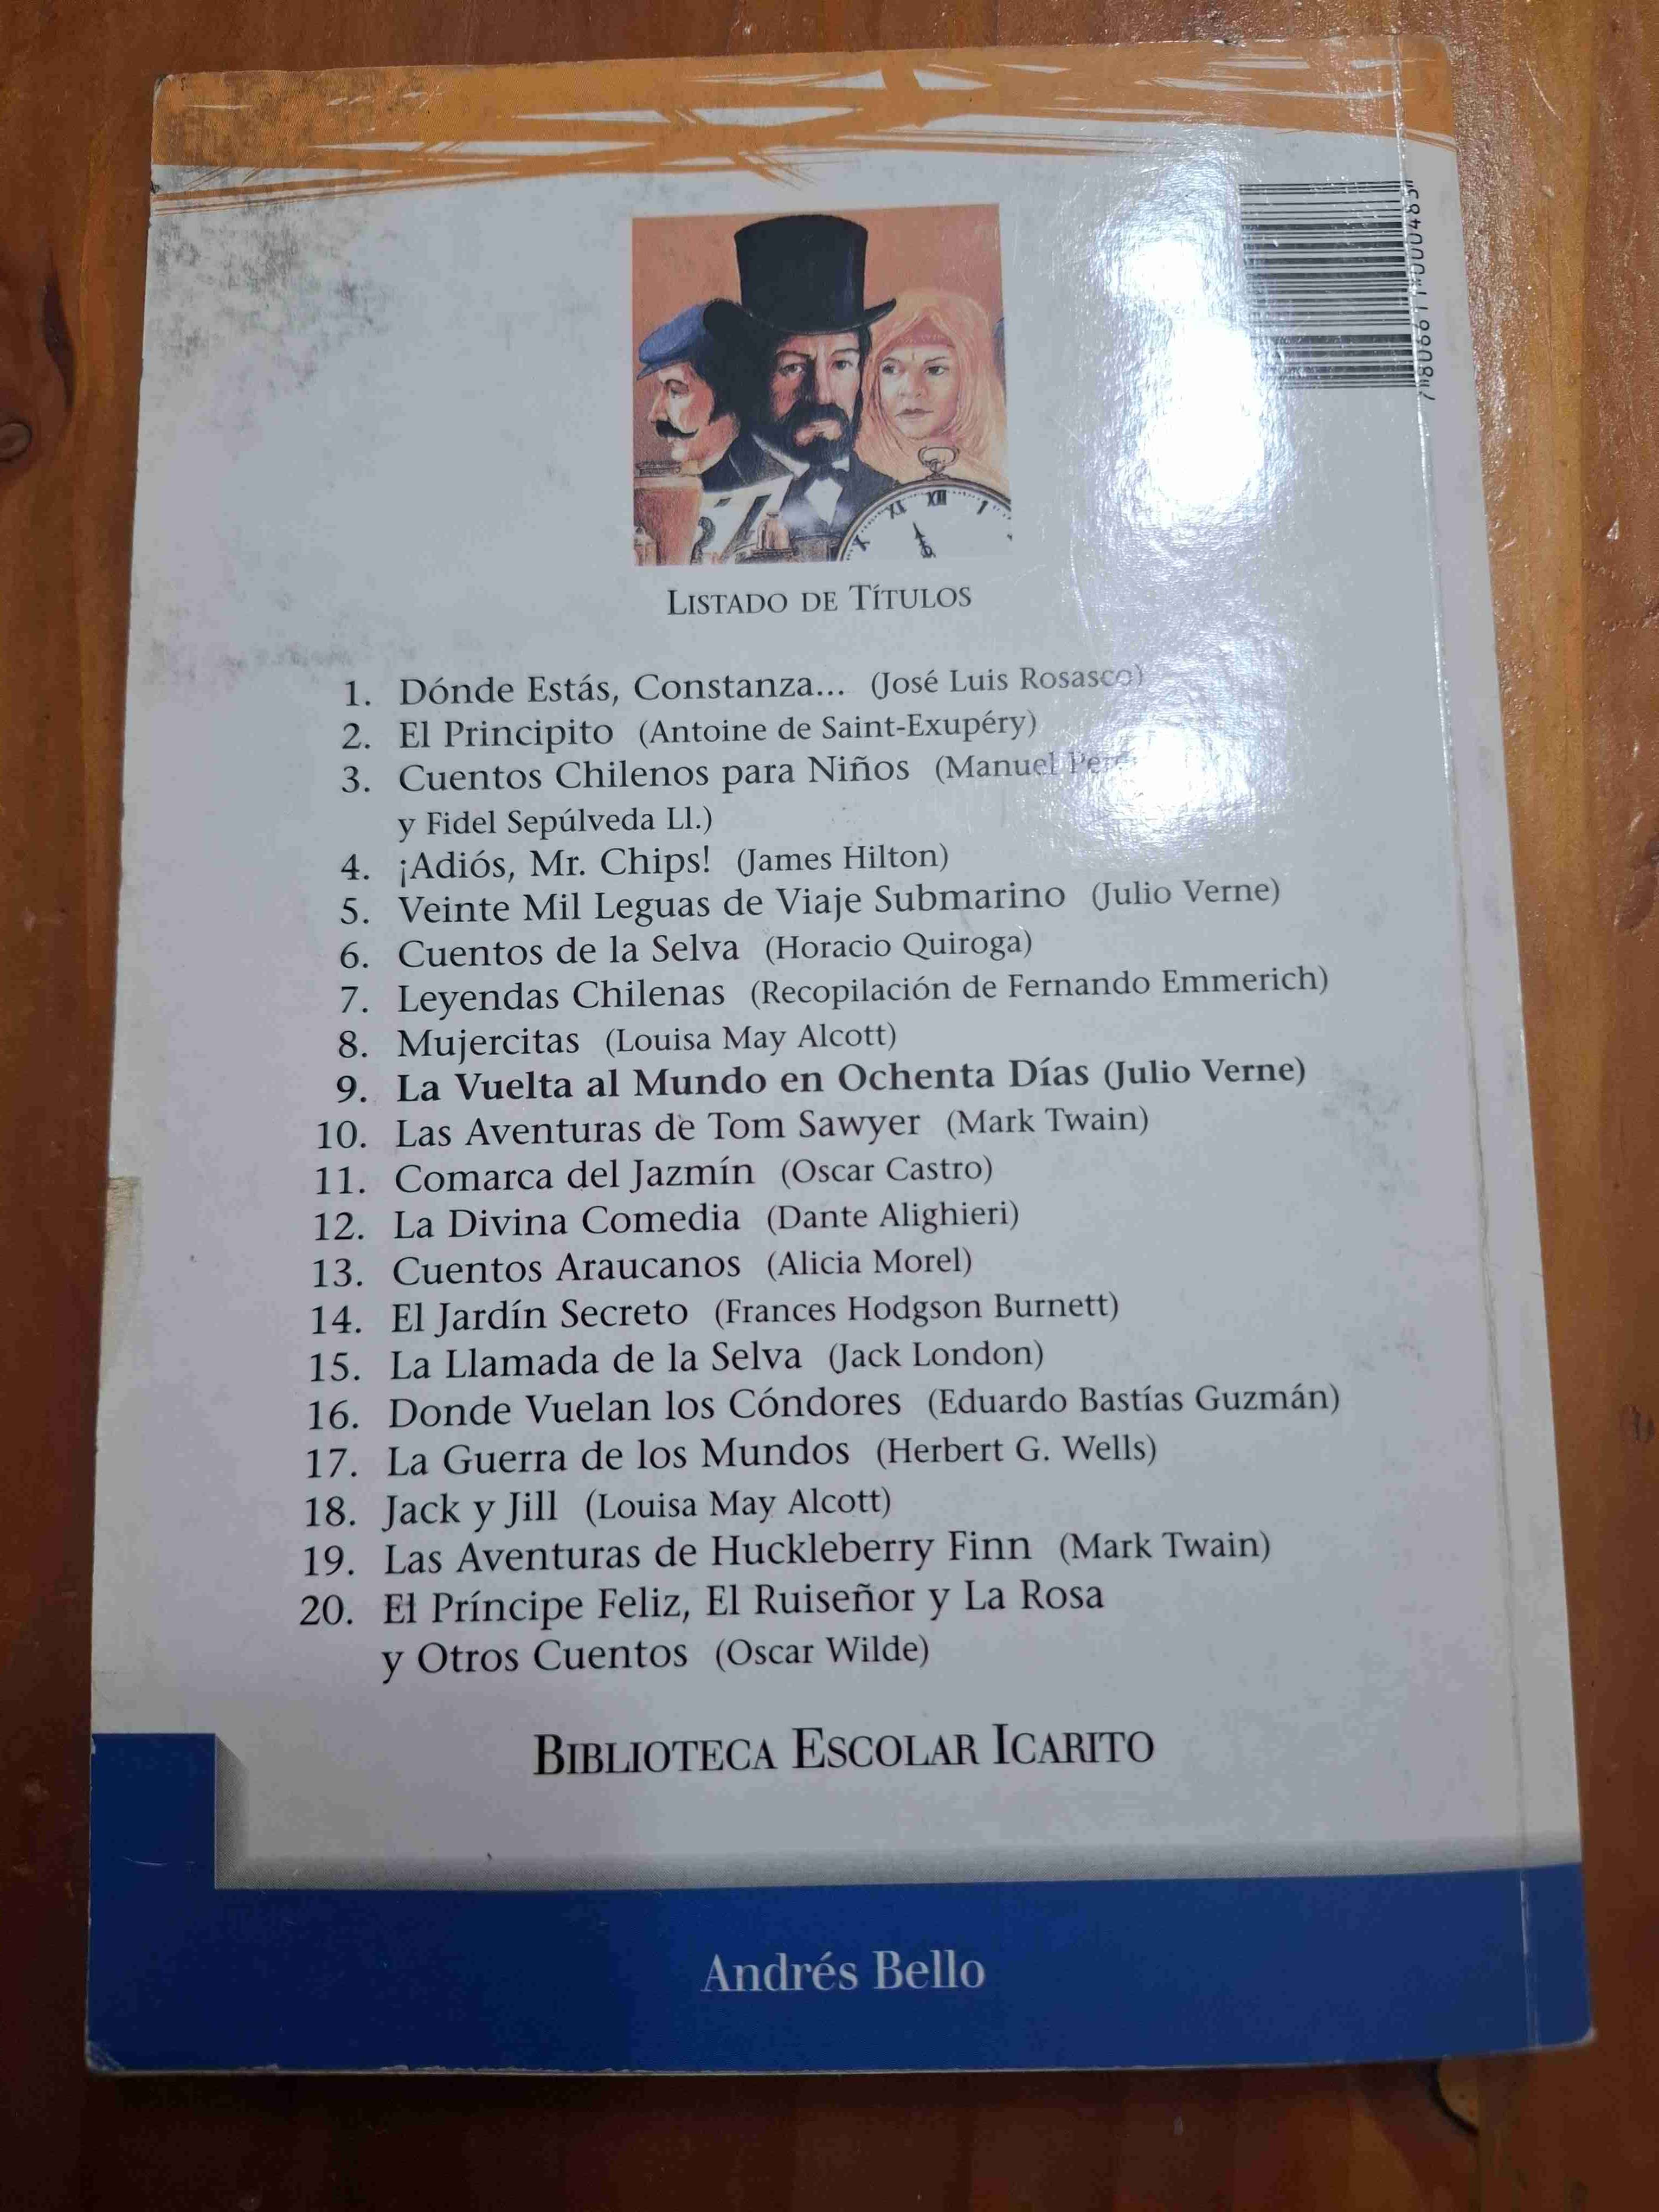 LISTADO DE TÍTULOS
1. Dónde Estás, Constanza... (José Luis Rosasco)
2. El Principito (Antoine de Saint-Exupéry)
3. Cuentos Chilenos para Niños (Manuel
y Fidel Sepúlveda Ll.)
4. ¡Adiós, Mr. Chips! (James Hilton)
5. Veinte Mil Leguas de Viaje Submarino (Julio Verne)
6. Cuentos de la Selva (Horacio Quiroga)
7. Leyendas Chilenas (Recopilación de Fernando Emmerich)
8. Mujercitas (Louisa May Alcott)
9. La Vuelta al Mundo en Ochenta Días (Julio Verne)
10. Las Aventuras de Tom Sawyer (Mark Twain)
11. Comarca del Jazmín (Oscar Castro)
12. La Divina Comedia (Dante Alighieri)
13. Cuentos Araucanos (Alicia Morel)
14. El Jardín Secreto (Frances Hodgson Burnett)
15. La Llamada de la Selva (Jack London)
16. Donde Vuelan los Cóndores (Eduardo Bastías Guzmán)
17. La Guerra de los Mundos (Herbert G. Wells)
18. Jack y Jill (Louisa May Alcott)
19. Las Aventuras de Huckleberry Finn (Mark Twain)
20. El Príncipe Feliz, El Ruiseñor y La Rosa
y Otros Cuentos (Oscar Wilde)
BIBLIOTECA ESCOLAR ICARITO
Andrés Bello